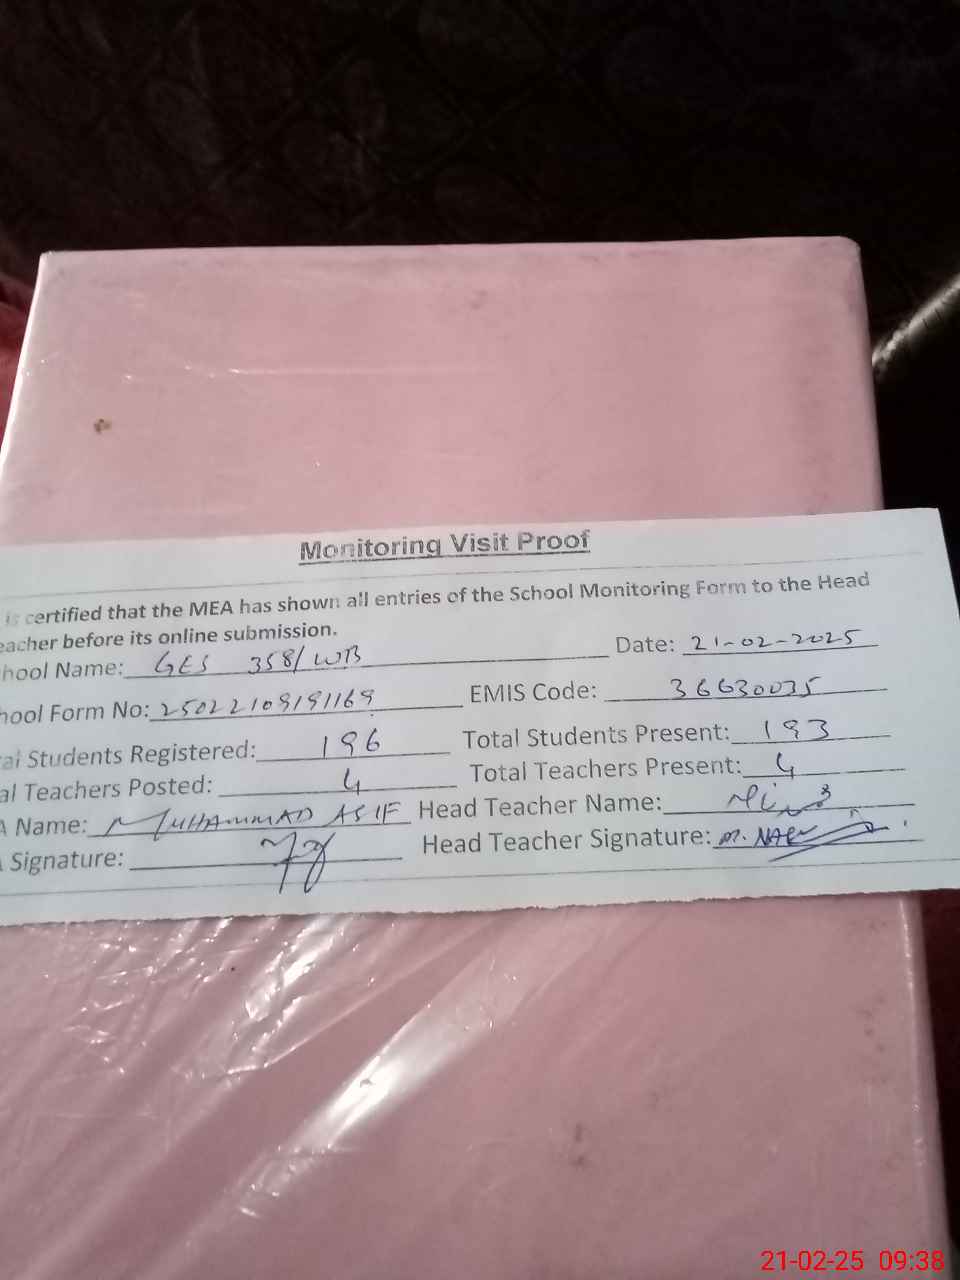 Monitoring Visit Proof
is certified that the MEA has shown all entries of the School Monitoring Form to the Head
eacher before its online submission.
hool Name: GES 358/WB Date: 21-02-2025
hool Form No: 25022109191169 EMIS Code: 36630035
al Students Registered: 196 Total Students Present: 193
al Teachers Posted: 4 Total Teachers Present: 4
A Name: MUHAMMAD ASIF Head Teacher Name:
A Signature: Head Teacher Signature: M.
21-02-25 09:38